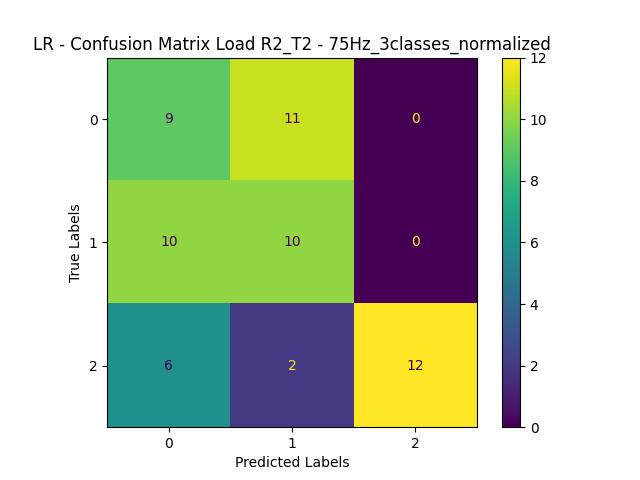 LR - Confusion Matrix Load R2_T2 - 75Hz_3classes_normalized
12
0 9 11 0
10
8
True Labels
1 10 10 0
6
4
2 6 2 12
2
0
0 1 2
Predicted Labels